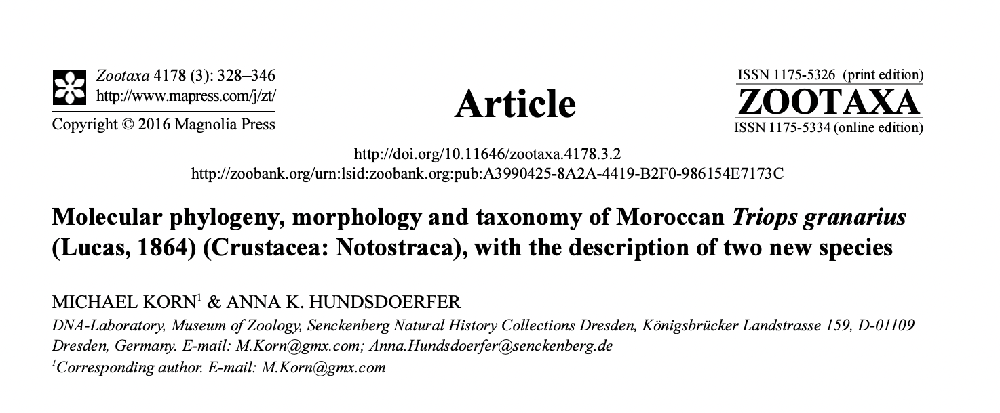 Zootaxa 4178 (3): 328–346
http://www.mapress.com/j/zt/
Copyright © 2016 Magnolia Press
Article
ISSN 1175-5326 (print edition)
ZOOTAXA
ISSN 1175-5334 (online edition)
http://doi.org/10.11646/zootaxa.4178.3.2
http://zoobank.org/urn:lsid:zoobank.org:pub:A3990425-8A2A-4419-B2F0-986154E7173C
Molecular phylogeny, morphology and taxonomy of Moroccan Triops granarius
(Lucas, 1864) (Crustacea: Notostraca), with the description of two new species
MICHAEL KORN¹ & ANNA K. HUNDSDOERFER
DNA-Laboratory, Museum of Zoology, Senckenberg Natural History Collections Dresden, Königsbrücker Landstrasse 159, D-01109
Dresden, Germany. E-mail: M.Korn@gmx.com; Anna.Hundsdoerfer@senckenberg.de
¹Corresponding author. E-mail: M.Korn@gmx.com